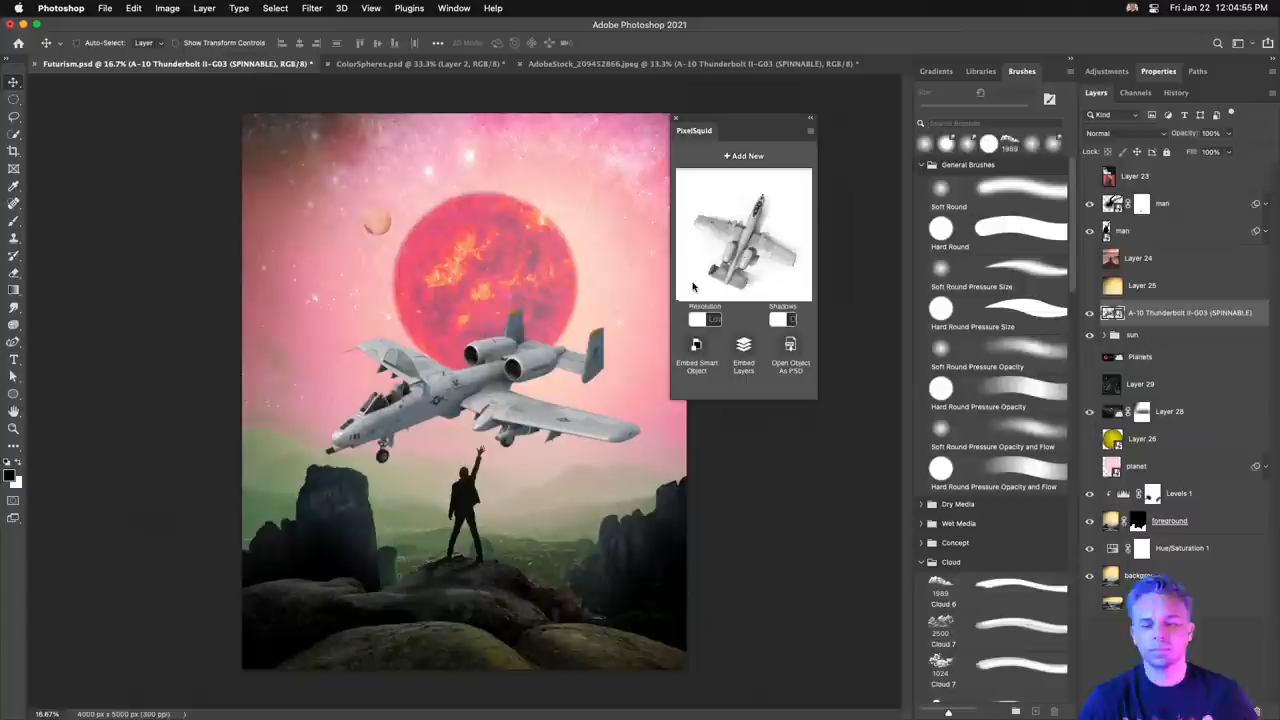 Photoshop File Edit Image Layer Type Select Filter 3D View Plugins Window Help Fri Jan 22 12:04:55 PM
Adobe Photoshop 2021
Auto-Select: Layer Show Transform Controls 3D Mode:
Futurism.psd @ 16.7% (A-10 Thunderbolt II-G03 (SPINNABLE), RGB/8) * ColorSpheres.psd @ 33.3% (Layer 2, RGB/8) * AdobeStock_209452866.jpeg @ 33.3% (A-10 Thunderbolt II-G03 (SPINNABLE), RGB/8) *
PixelSquid
+ Add New
Resolution Shadows
Embed Smart Object
Embed Layers
Open Object As PSD
Gradients Libraries Brushes
Size:
Search Brushes
1989
General Brushes
Soft Round
Hard Round
Soft Round Pressure Size
Hard Round Pressure Size
Soft Round Pressure Opacity
Hard Round Pressure Opacity
Soft Round Pressure Opacity and Flow
Hard Round Pressure Opacity and Flow
Dry Media
Wet Media
Concept
Cloud
1989
Cloud 6
2500
Cloud 7
1024
Cloud 7
Adjustments Properties Paths
Layers Channels History
Kind
Normal Opacity: 100%
Lock: Fill: 100%
Layer 23
man
man
Layer 24
Layer 25
A-10 Thunderbolt II-G03 (SPINNABLE)
sun
Planets
Layer 29
Layer 28
Layer 26
planet
Levels 1
foreground
Hue/Saturation 1
16.67% 4000 px x 5000 px (300 ppi)